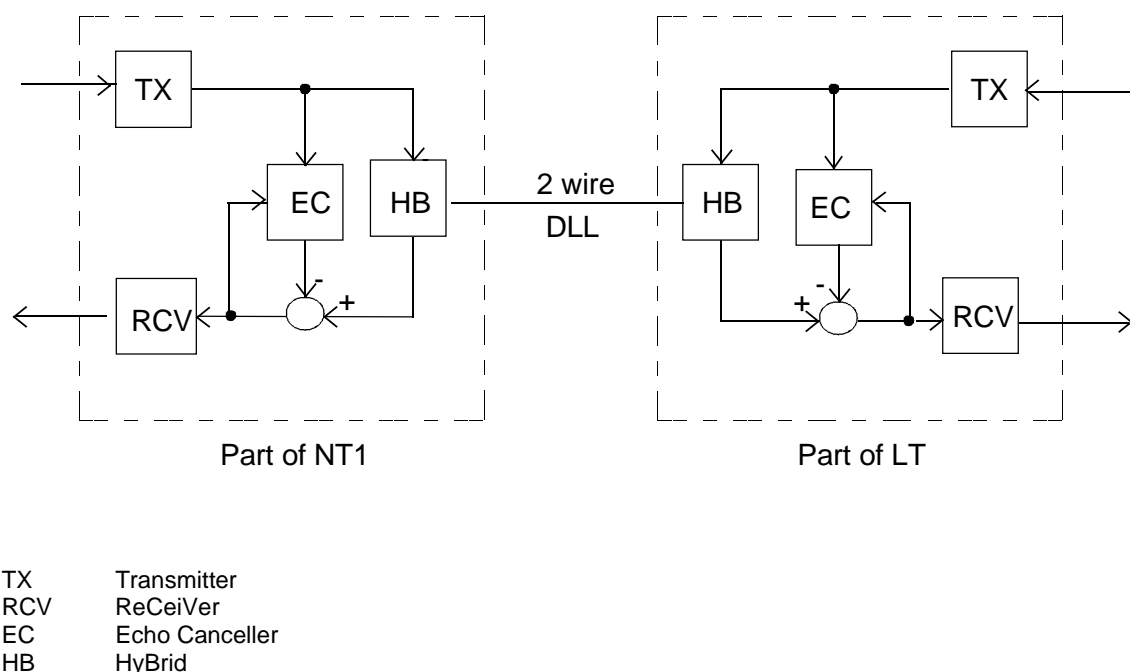 TX
TX
EC
HB
2 wire
DLL
HB
EC
-
+
-
+
RCV
RCV
Part of NT1
Part of LT
TX Transmitter
RCV ReCeiVer
EC Echo Canceller
HB HyBrid